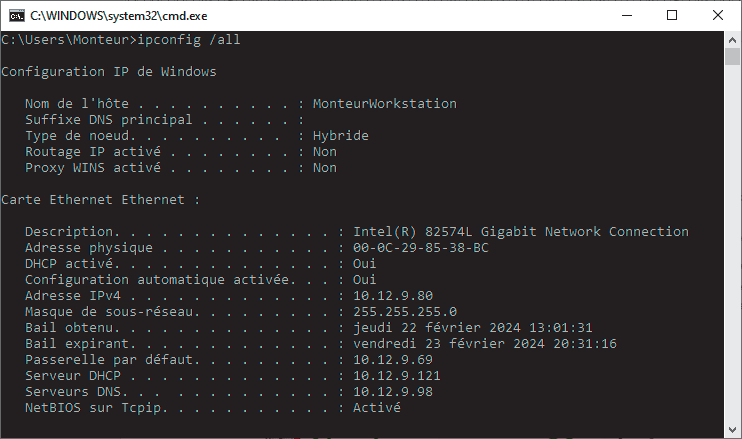 C:\WINDOWS\system32\cmd.exe
C:\Users\Monteur>ipconfig /all
Configuration IP de Windows
Nom de l'hôte . . . . . . . . . . : MonteurWorkstation
Suffixe DNS principal . . . . . . :
Type de noeud. . . . . . . . . .  : Hybride
Routage IP activé . . . . . . . . : Non
Proxy WINS activé . . . . . . . . : Non
Carte Ethernet Ethernet :
Description. . . . . . . . . . . . . . : Intel(R) 82574L Gigabit Network Connection
Adresse physique . . . . . . . . . . . : 00-0C-29-85-38-BC
DHCP activé. . . . . . . . . . . . . . : Oui
Configuration automatique activée. . . : Oui
Adresse IPv4 . . . . . . . . . . . . . : 10.12.9.80
Masque de sous-réseau. . . . . . . . . : 255.255.255.0
Bail obtenu. . . . . . . . . . . . . . : jeudi 22 février 2024 13:01:31
Bail expirant. . . . . . . . . . . . . : vendredi 23 février 2024 20:31:16
Passerelle par défaut. . . . . . . . . : 10.12.9.69
Serveur DHCP . . . . . . . . . . . . . : 10.12.9.121
Serveurs DNS. . . . . . . . . . . . .  : 10.12.9.98
NetBIOS sur Tcpip. . . . . . . . . . . : Activé